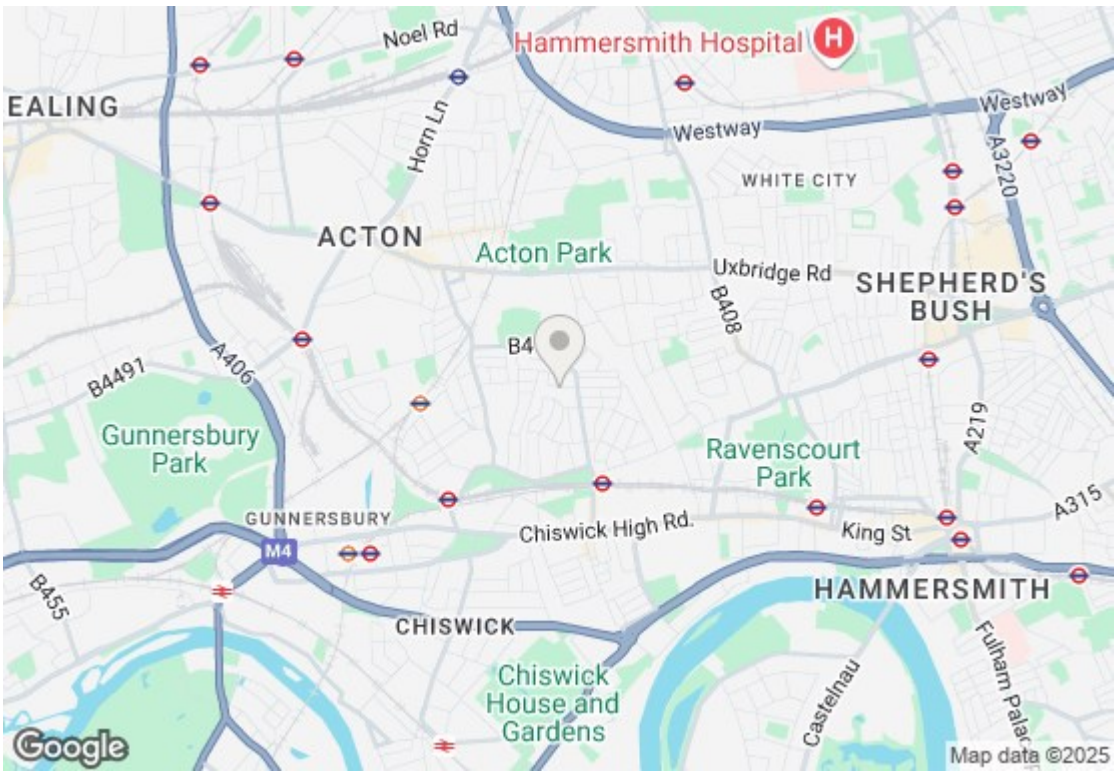 Noel Rd
Hammersmith Hospital
H
EALING
Horn Ln
Westway
Westway
A3220
WHITE CITY
ACTON
Acton Park
Uxbridge Rd
SHEPHERD'S
BUSH
B408
B4
A406
B4491
Gunnersbury
Park
Ravenscourt
Park
A219
GUNNERSBURY
Chiswick High Rd.
King St
A315
M4
B455
HAMMERSMITH
CHISWICK
Chiswick
House and
Gardens
Castelnau
Fulham Palac
Google
Map data ©2025